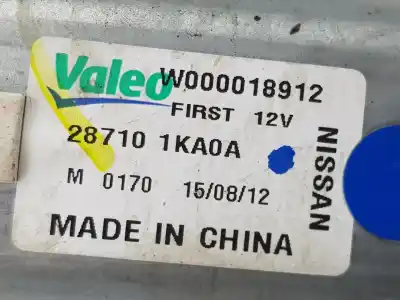 Valeo W000018912
FIRST 12V
28710 1KA0A
M 0170 15/08/12
MADE IN CHINA
NISSAN